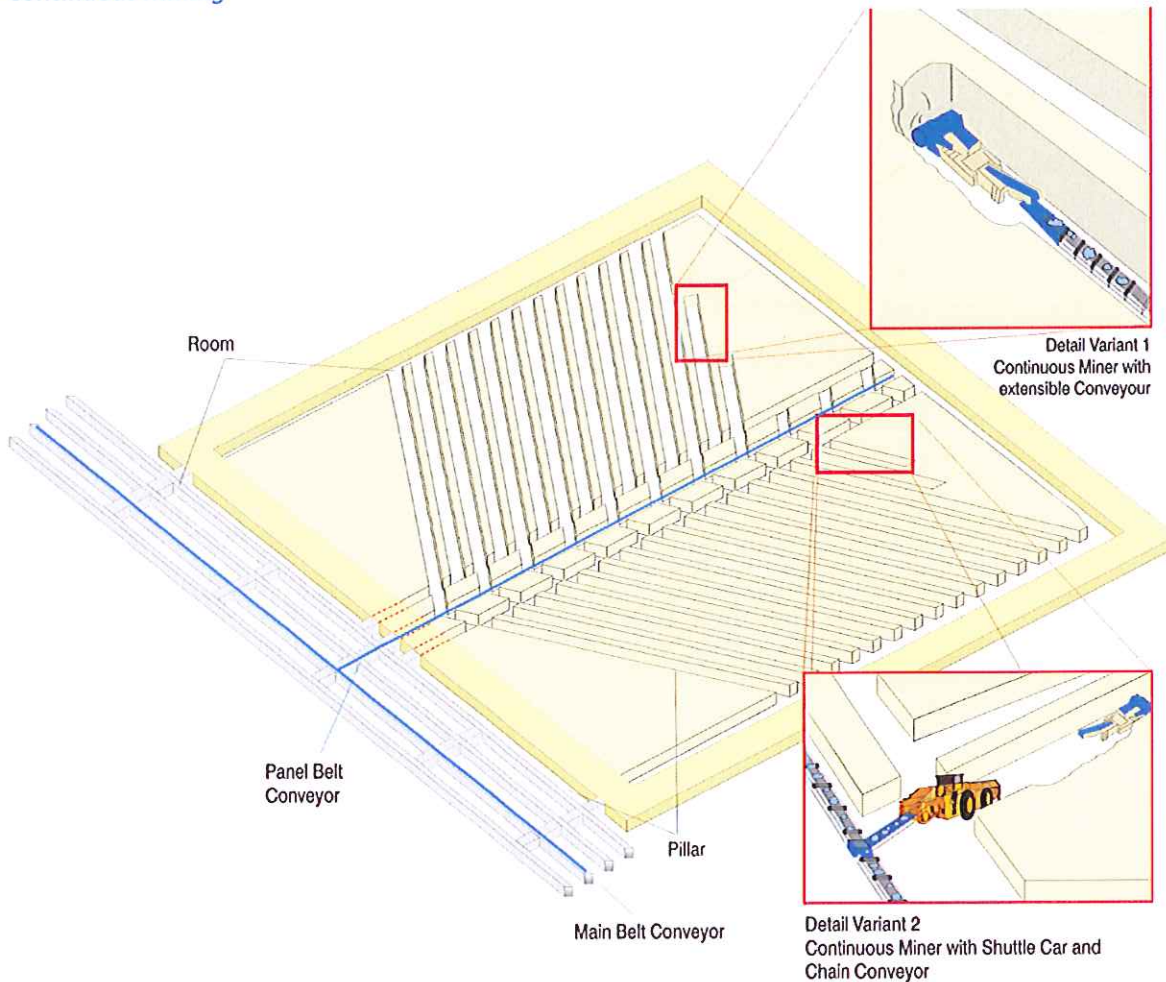 Room
Detail Variant 1
Continuous Miner with
extensible Conveyour
Panel Belt
Conveyor
Pillar
Main Belt Conveyor
Detail Variant 2
Continuous Miner with Shuttle Car and
Chain Conveyor